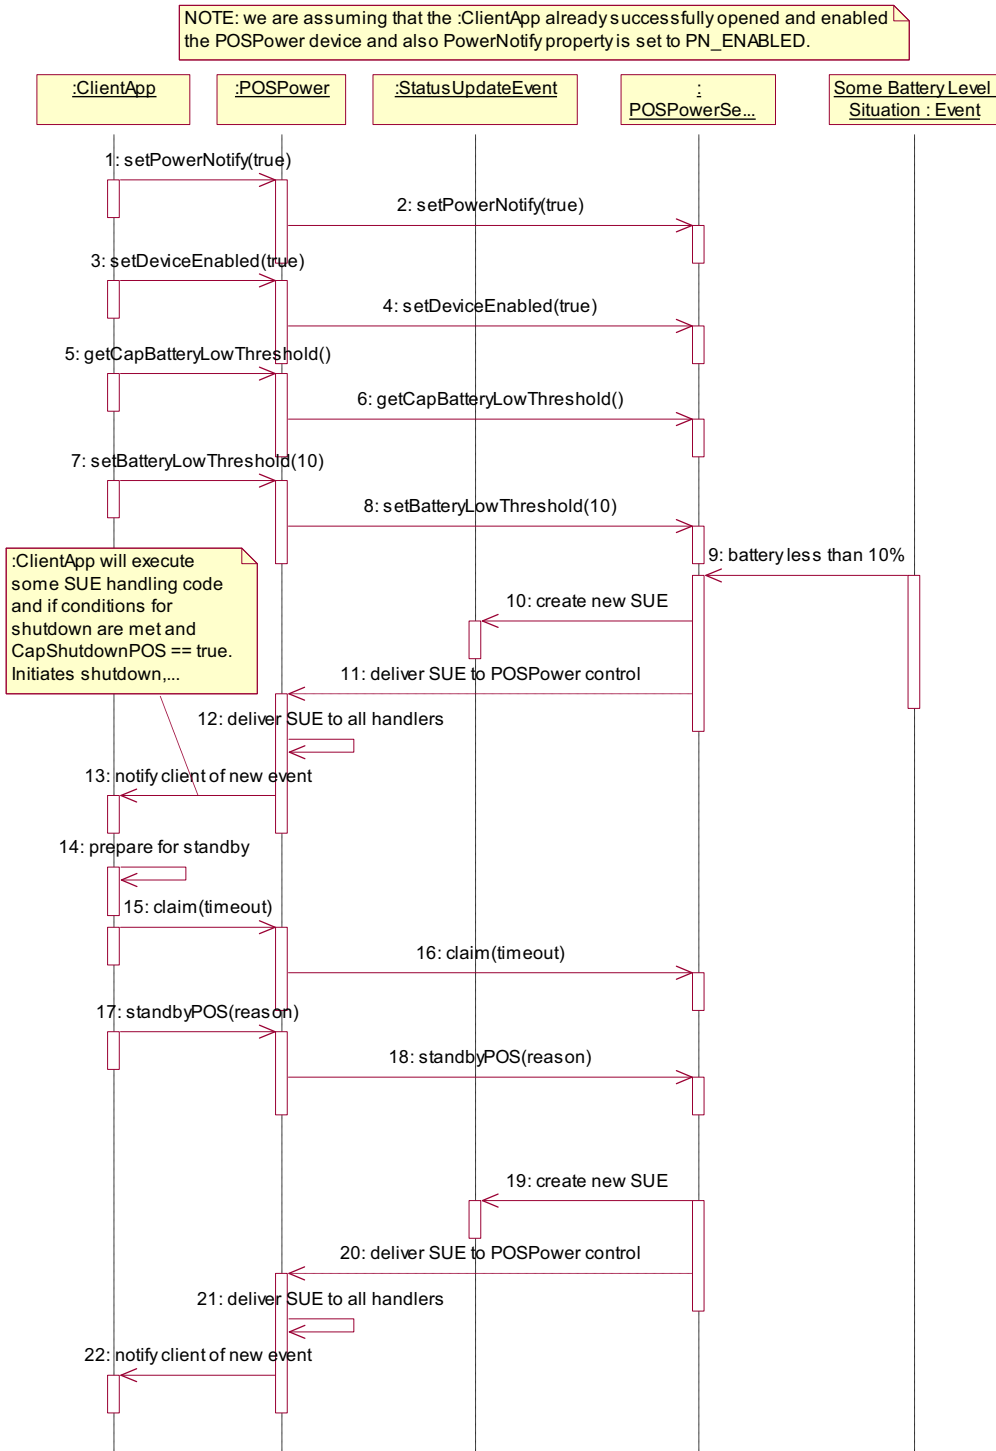 NOTE: we are assuming that the :ClientApp already successfully opened and enabled
the POSPower device and also PowerNotify property is set to PN_ENABLED.
:ClientApp
:POSPower
:StatusUpdateEvent
:
POSPowerSe...
Some Battery Level
Situation : Event
1: setPowerNotify(true)
2: setPowerNotify(true)
3: setDeviceEnabled(true)
4: setDeviceEnabled(true)
5: getCapBatteryLowThreshold()
6: getCapBatteryLowThreshold()
7: setBatteryLowThreshold(10)
8: setBatteryLowThreshold(10)
9: battery less than 10%
:ClientApp will execute
some SUE handling code
and if conditions for
shutdown are met and
CapShutdownPOS == true.
Initiates shutdown,...
10: create new SUE
11: deliver SUE to POSPower control
12: deliver SUE to all handlers
13: notify client of new event
14: prepare for standby
15: claim(timeout)
16: claim(timeout)
17: standbyPOS(reason)
18: standbyPOS(reason)
19: create new SUE
20: deliver SUE to POSPower control
21: deliver SUE to all handlers
22: notify client of new event